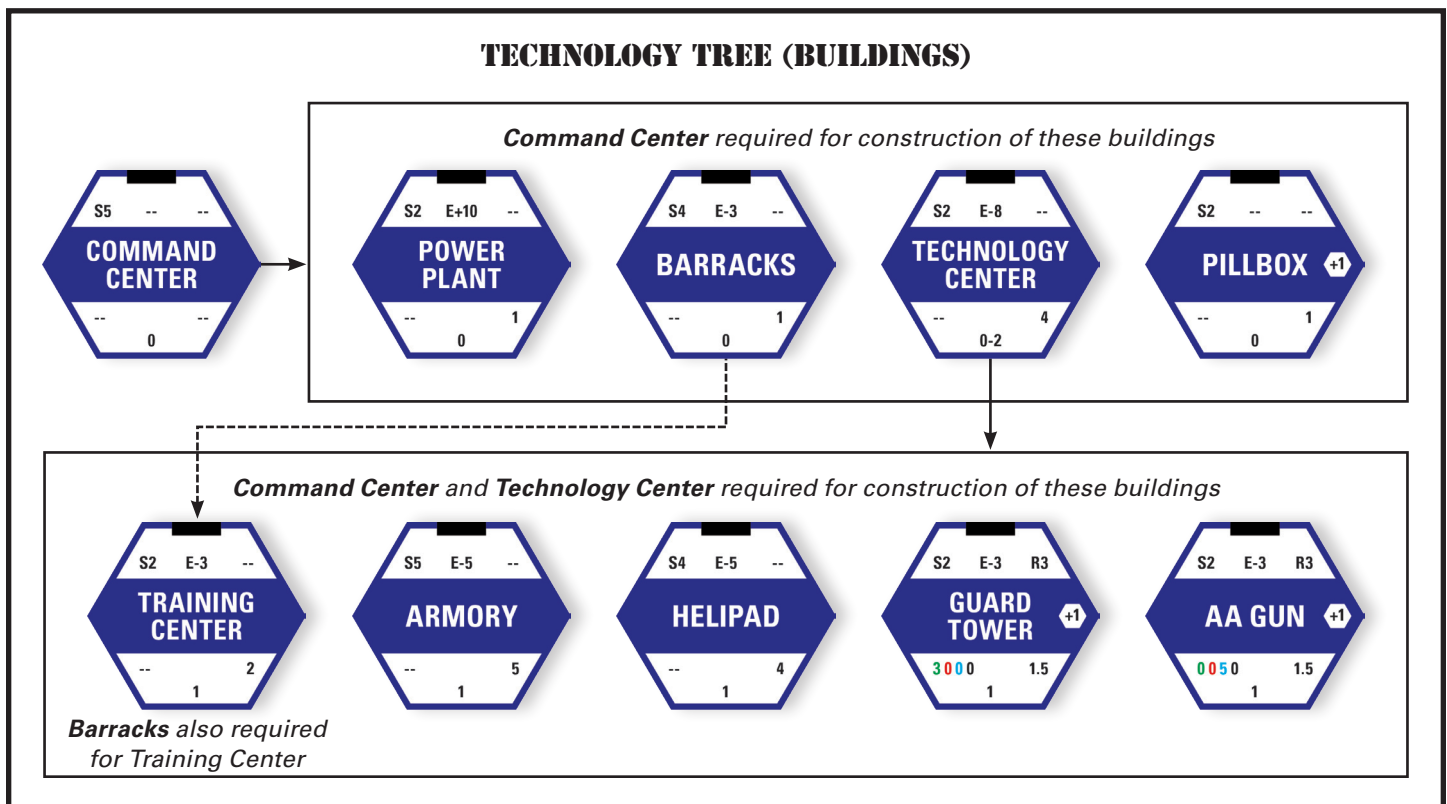 TECHNOLOGY TREE (BUILDINGS)
Command Center required for construction of these buildings
S5 -- --
COMMAND
CENTER
-- --
0
S2 E+10 --
POWER
PLANT
-- 1
0
S4 E-3 --
BARRACKS
-- 1
0
S2 E-8 --
TECHNOLOGY
CENTER
-- 4
0-2
S2 -- --
PILLBOX +1
-- 1
0
Command Center and Technology Center required for construction of these buildings
S2 E-3 --
TRAINING
CENTER
-- 2
1
S5 E-5 --
ARMORY
-- 5
1
S4 E-5 --
HELIPAD
-- 4
1
S2 E-3 R3
GUARD
TOWER +1
3000 1.5
1
S2 E-3 R3
AA GUN +1
0050 1.5
1
Barracks also required
for Training Center